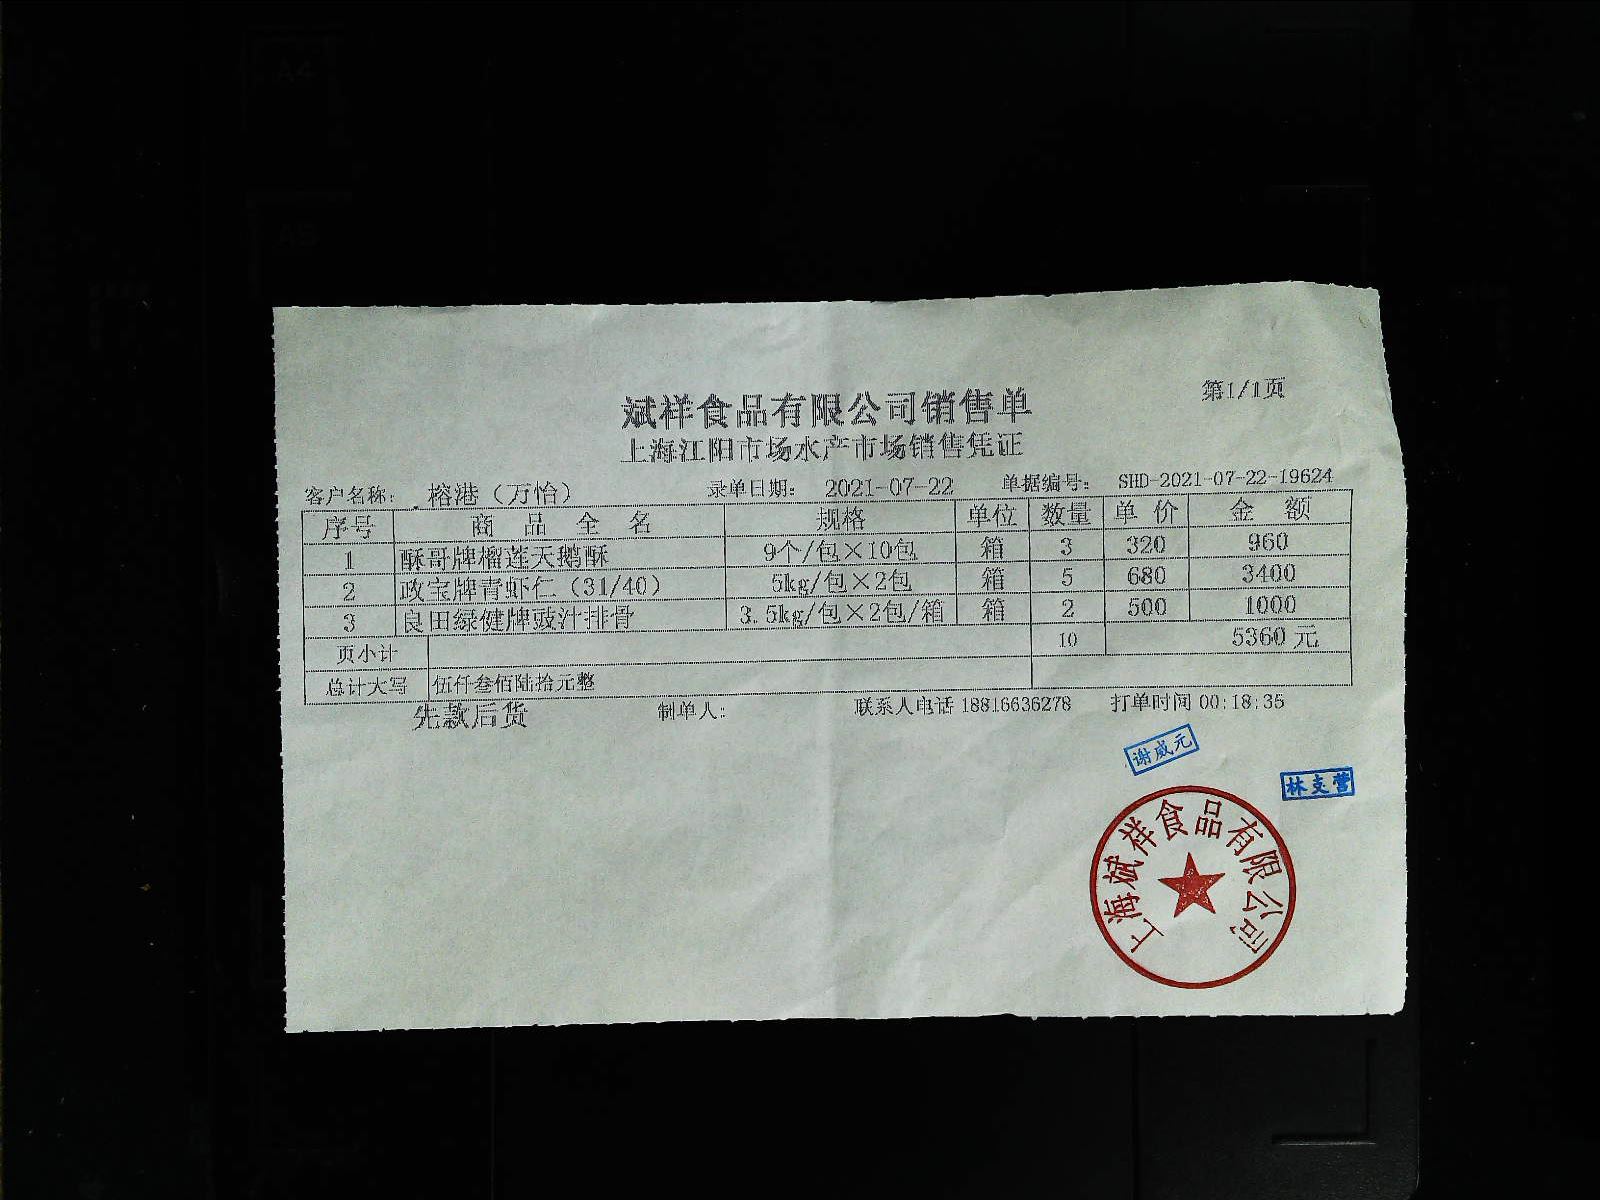 第1/1页
斌祥食品有限公司销售单
上海江阳市场水产市场销售凭证
客户名称: 榕港（万怡） 录单日期: 2021-07-22 单据编号: SHD-2021-07-22-19624
序号 商品全名 规格 单位 数量 单价 金额
1 酥哥牌榴莲天鹅酥 9个/包×10包 箱 3 320 960
2 政宝牌青虾仁（31/40） 5kg/包×2包 箱 5 680 3400
3 良田绿健牌豉汁排骨 3.5kg/包×2包/箱 箱 2 500 1000
页小计 10 5360元
总计大写 伍仟叁佰陆拾元整
先款后货 制单人: 联系人电话 18816636278 打单时间 00:18:35
谢威元
林支营
上海斌祥食品有限公司
A4
A5